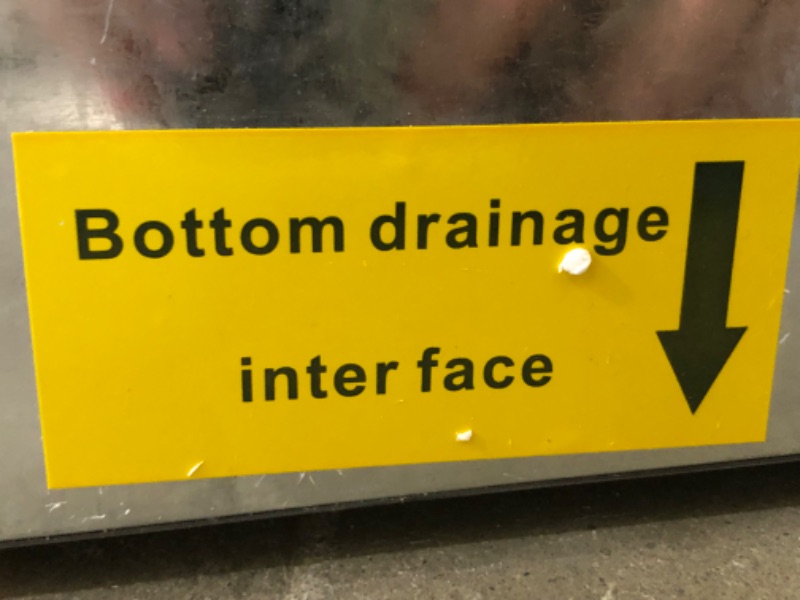 Bottom drainage
inter face